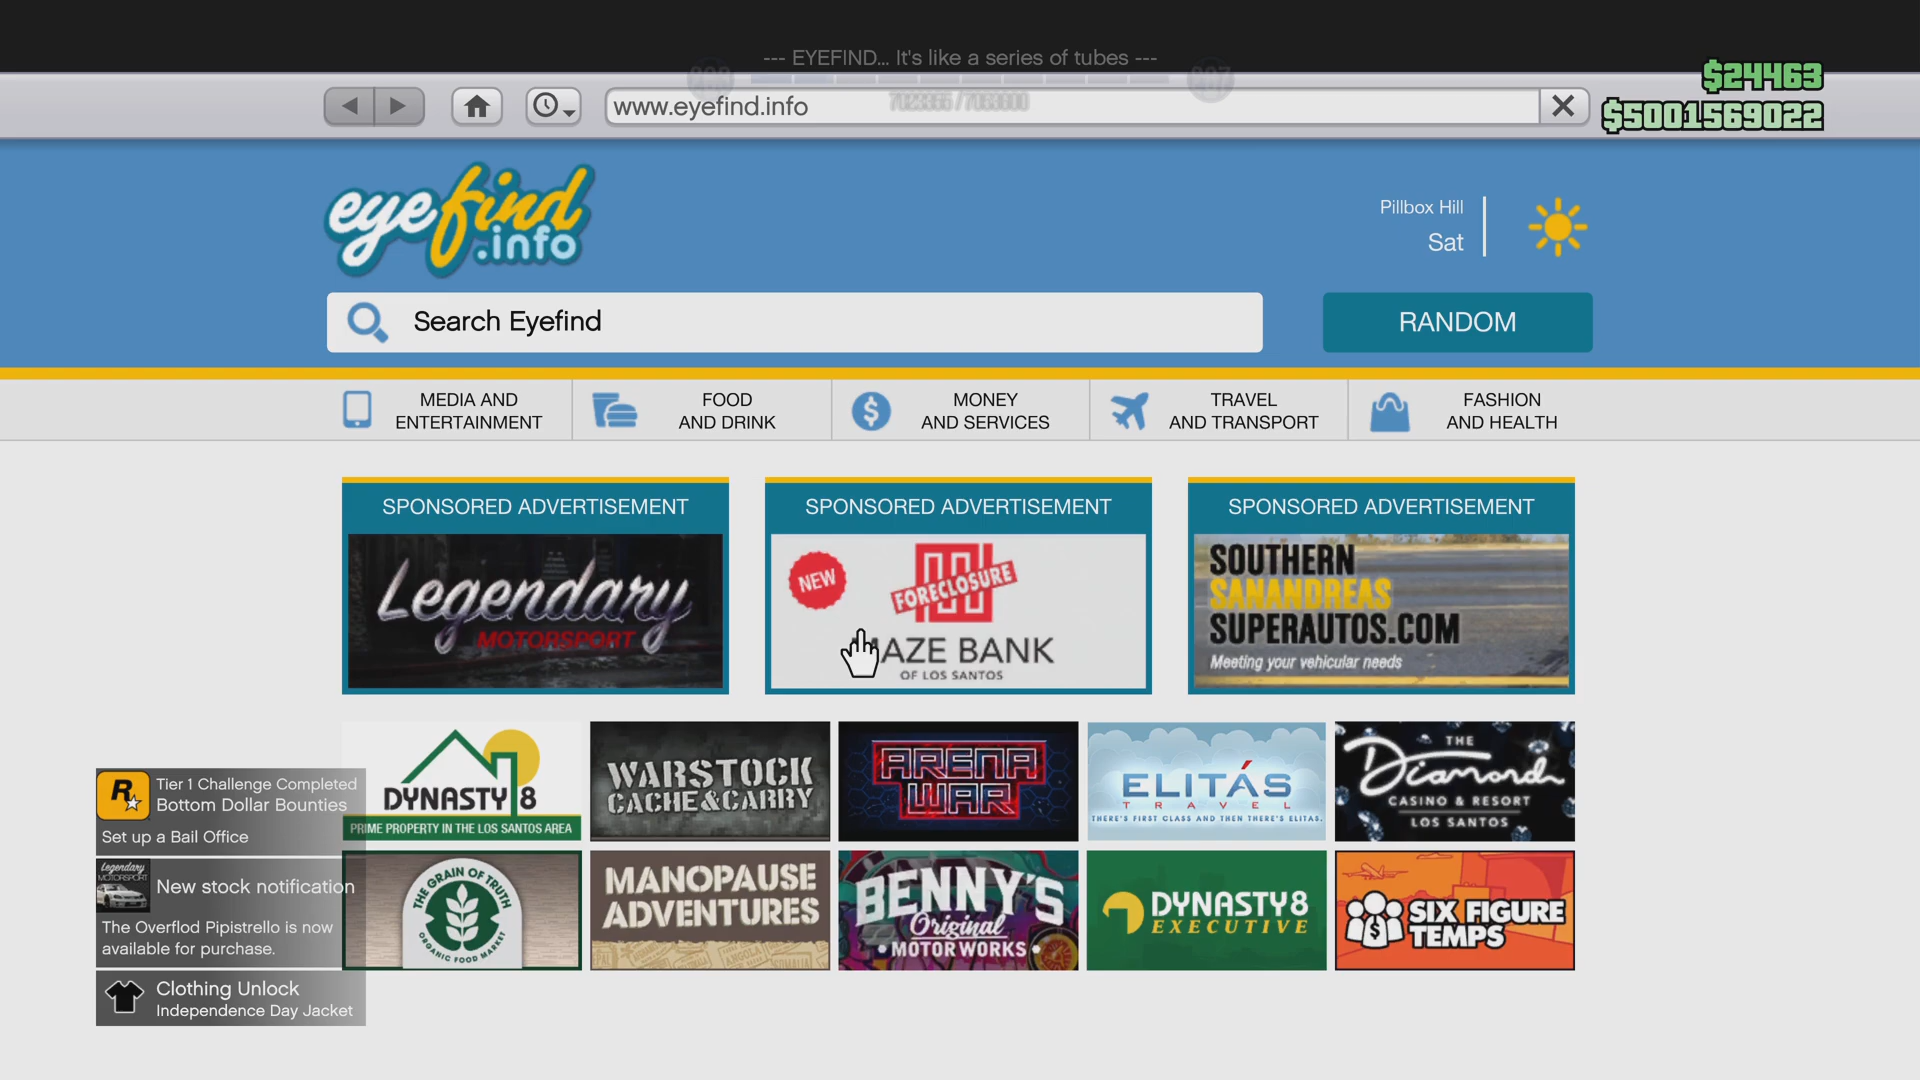 --- EYEFIND... It's like a series of tubes ---
$24463
www.eyefind.info
$5001569022
eyefind
.info
Pillbox Hill
Sat
Search Eyefind
RANDOM
MEDIA AND
ENTERTAINMENT
FOOD
AND DRINK
MONEY
AND SERVICES
TRAVEL
AND TRANSPORT
FASHION
AND HEALTH
SPONSORED ADVERTISEMENT
Legendary
MOTORSPORT
SPONSORED ADVERTISEMENT
NEW
FORECLOSURE
MAZE BANK
OF LOS SANTOS
SPONSORED ADVERTISEMENT
SOUTHERN
SANANDREAS
SUPERAUTOS.COM
Meeting your vehicular needs
DYNASTY 8
PRIME PROPERTY IN THE LOS SANTOS AREA
WARSTOCK
CACHE&CARRY
ARENA
WAR
ELITÁS
TRAVEL
THERE'S FIRST CLASS AND THEN THERE'S ELITAS.
THE
Diamond
CASINO & RESORT
LOS SANTOS
THE GRAIN OF TRUTH
ORGANIC FOOD MARKET
MANOPAUSE
ADVENTURES
BENNY'S
Original
MOTOR WORKS
DYNASTY8
EXECUTIVE
SIX FIGURE
TEMPS
Tier 1 Challenge Completed
Bottom Dollar Bounties
Set up a Bail Office
legendary
MOTORSPORT
New stock notification
The Overflod Pipistrello is now
available for purchase.
Clothing Unlock
Independence Day Jacket